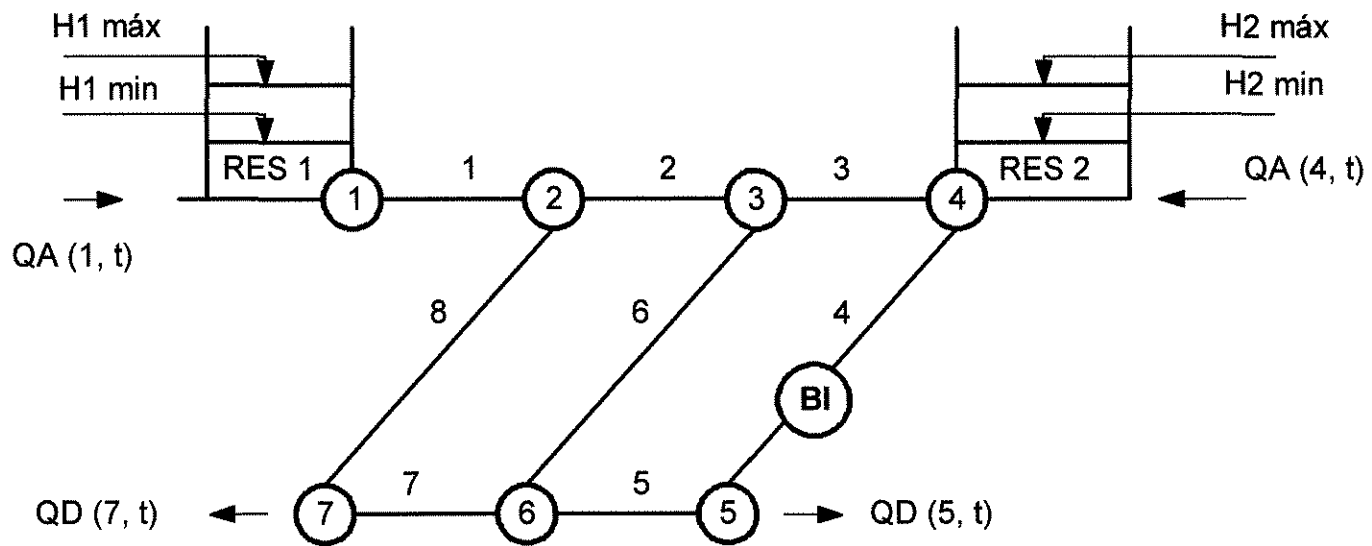 H1 máx
H2 máx
H1 min
H2 min
RES 1
1
2
3
RES 2
QA (4, t)
1
2
3
4
QA (1, t)
8
6
4
BI
7
5
QD (7, t)
7
6
5
QD (5, t)